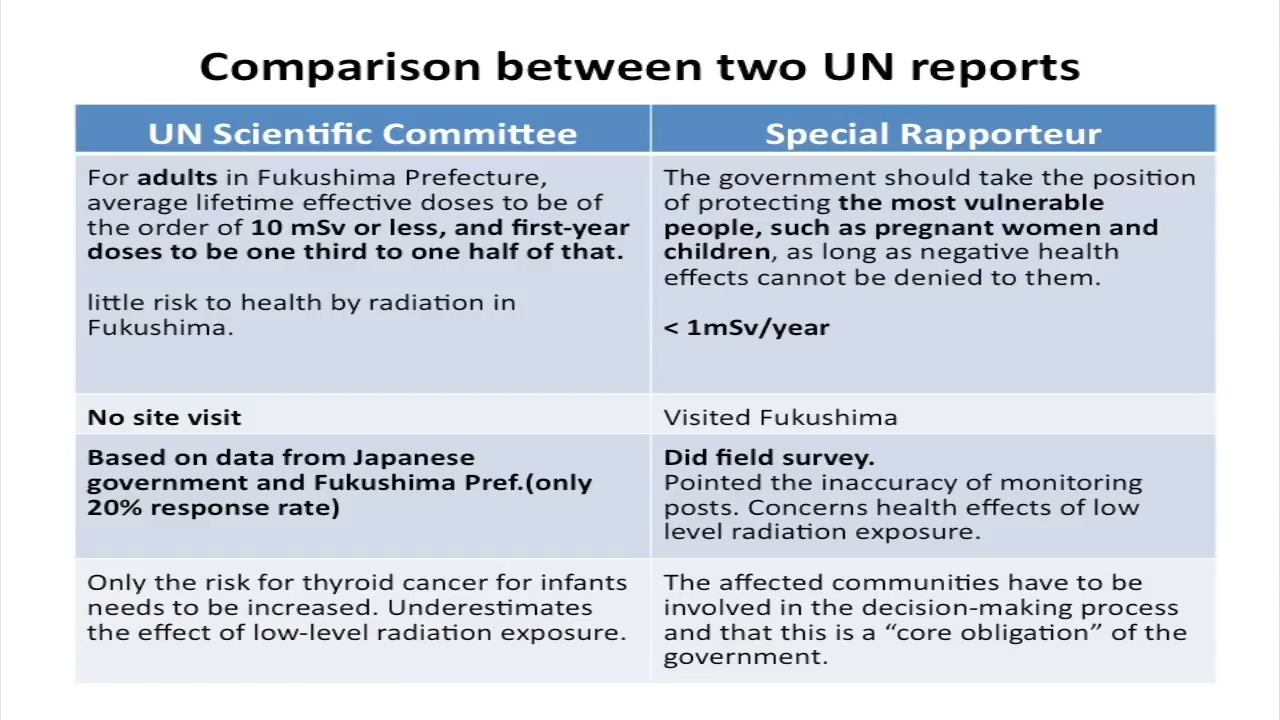 Comparison between two UN reports
UN Scientific Committee
Special Rapporteur
For adults in Fukushima Prefecture,
average lifetime effective doses to be of
the order of 10 mSv or less, and first-year
doses to be one third to one half of that.
little risk to health by radiation in
Fukushima.
The government should take the position
of protecting the most vulnerable
people, such as pregnant women and
children, as long as negative health
effects cannot be denied to them.
< 1mSv/year
No site visit
Visited Fukushima
Based on data from Japanese
government and Fukushima Pref.(only
20% response rate)
Did field survey.
Pointed the inaccuracy of monitoring
posts. Concerns health effects of low
level radiation exposure.
Only the risk for thyroid cancer for infants
needs to be increased. Underestimates
the effect of low-level radiation exposure.
The affected communities have to be
involved in the decision-making process
and that this is a “core obligation” of the
government.